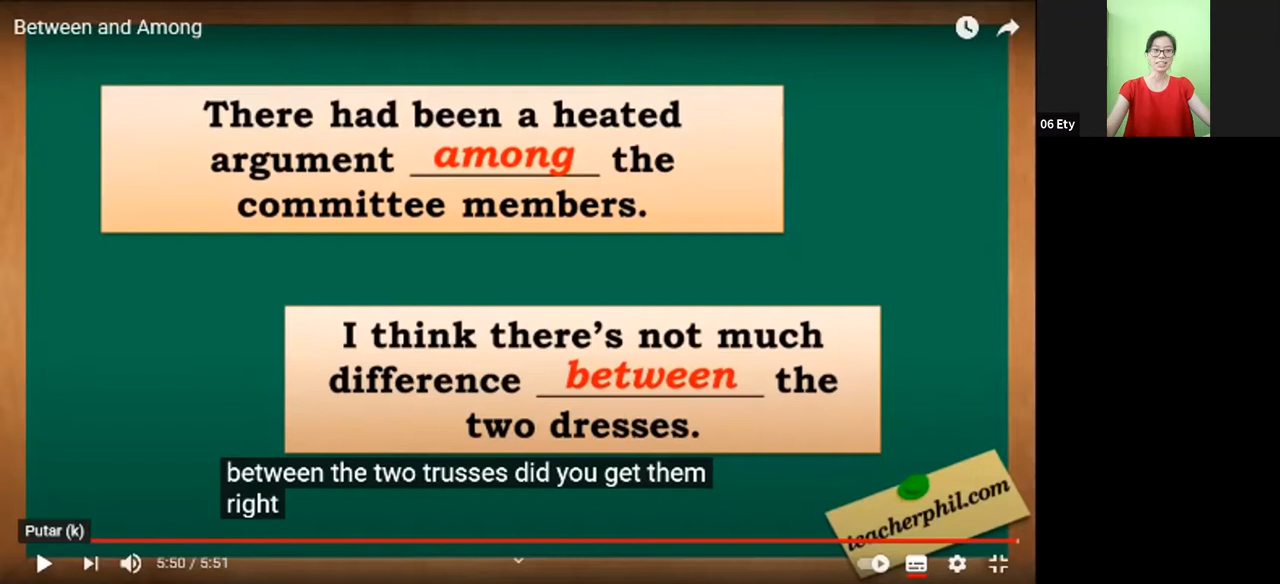 Between and Among
There had been a heated
argument among the
committee members.
I think there's not much
difference between the
two dresses.
between the two trusses did you get them
right
teacherphil.com
Putar (k)
5:50 / 5:51
06 Ety